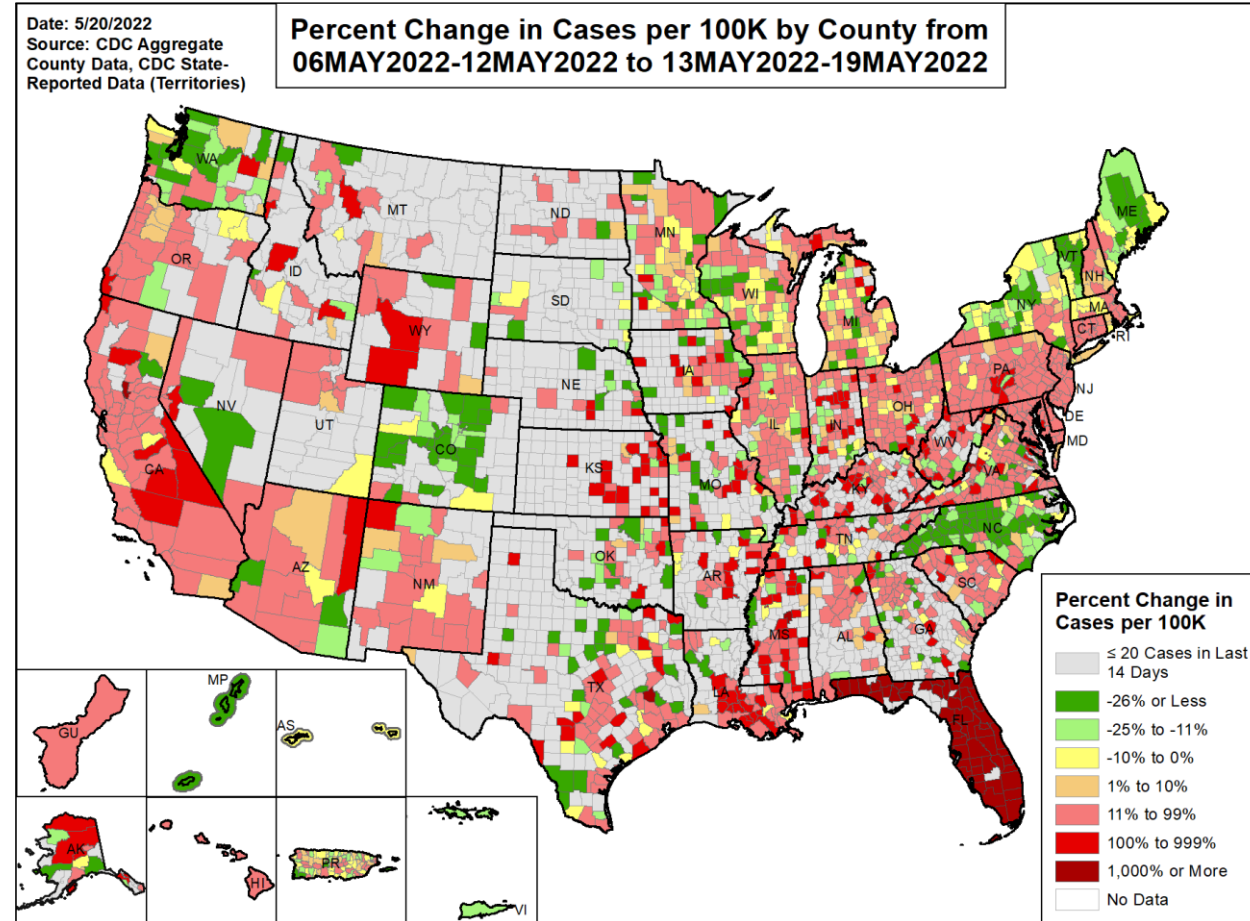 Date: 5/20/2022
Source: CDC Aggregate
County Data, CDC State-
Reported Data (Territories)
Percent Change in Cases per 100K by County from
06MAY2022-12MAY2022 to 13MAY2022-19MAY2022
WA
MT
ND
MN
ME
VT
NH
OR
ID
SD
WI
NY
MA
MI
CT
RI
WY
IA
PA
NE
NJ
NV
OH
UT
IL
IN
DE
CO
WV
MD
CA
KS
MO
VA
KY
NC
TN
AZ
OK
NM
AR
SC
MS
AL
GA
TX
LA
FL
MP
AS
GU
AK
HI
PR
VI
Percent Change in
Cases per 100K
≤ 20 Cases in Last
14 Days
-26% or Less
-25% to -11%
-10% to 0%
1% to 10%
11% to 99%
100% to 999%
1,000% or More
No Data